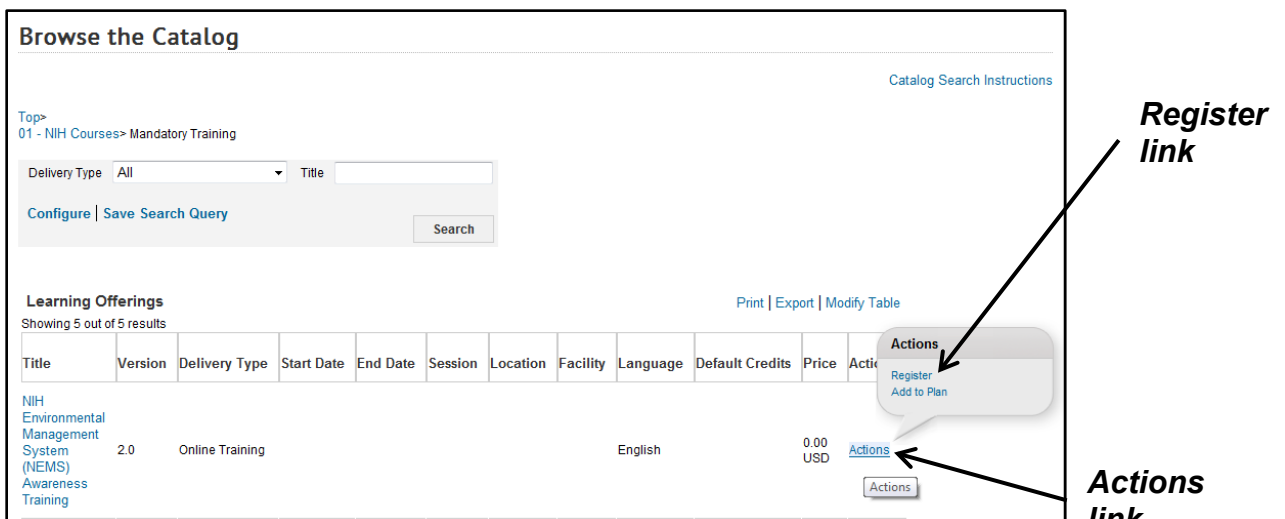 Browse the Catalog
Catalog Search Instructions
Top>
01 - NIH Courses> Mandatory Training
Register
link
Delivery Type All Title
Configure | Save Search Query
Search
Learning Offerings
Print | Export | Modify Table
Showing 5 out of 5 results
Actions
Register
Add to Plan
Title Version Delivery Type Start Date End Date Session Location Facility Language Default Credits Price Actio
NIH
Environmental
Management
System
(NEMS)
Awareness
Training
2.0 Online Training English 0.00
USD
Actions
Actions
Actions
link